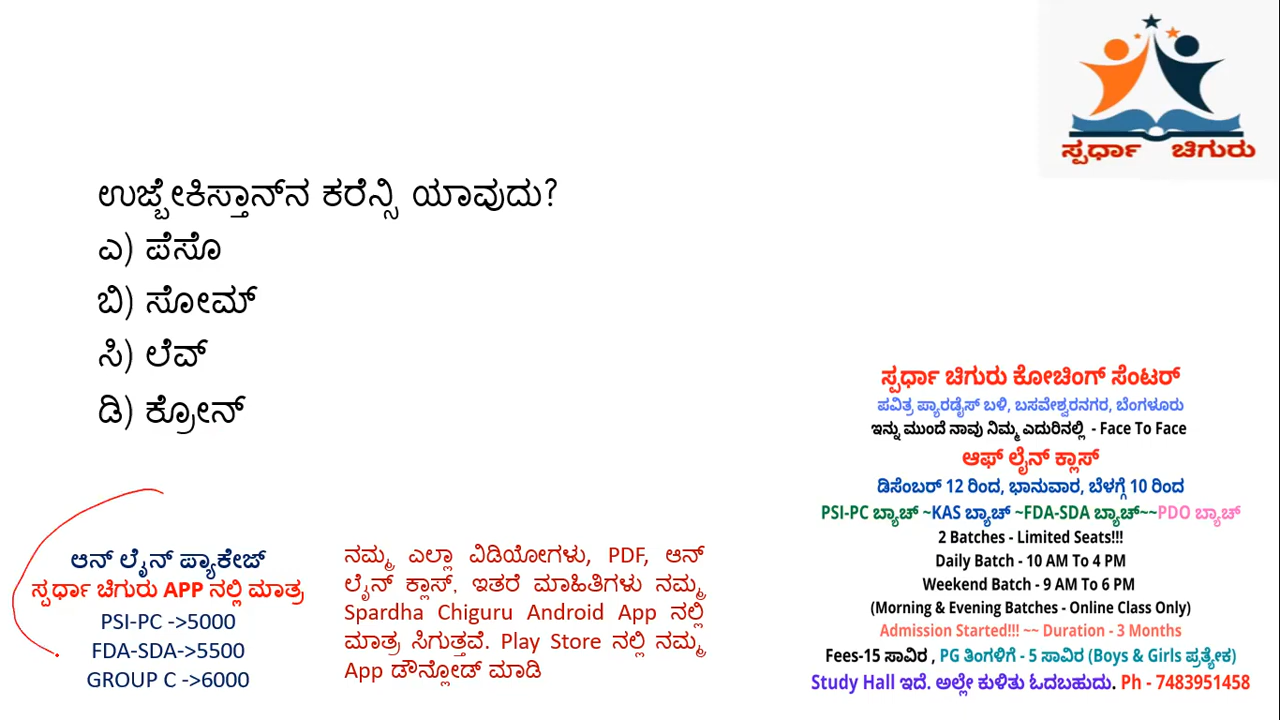 ಸ್ಪರ್ಧಾ ಚಿಗುರು
ಉಜ್ಬೇಕಿಸ್ತಾನ್‌ನ ಕರೆನ್ಸಿ ಯಾವುದು?
ಎ) ಪೆಸೊ
ಬಿ) ಸೋಮ್
ಸಿ) ಲೆವ್
ಡಿ) ಕ್ರೋನ್
ಆನ್ ಲೈನ್ ಪ್ಯಾಕೇಜ್
ಸ್ಪರ್ಧಾ ಚಿಗುರು APP ನಲ್ಲಿ ಮಾತ್ರ
PSI-PC ->5000
FDA-SDA->5500
GROUP C ->6000
ನಮ್ಮ ಎಲ್ಲಾ ವಿಡಿಯೋಗಳು, PDF, ಆನ್
ಲೈನ್ ಕ್ಲಾಸ್. ಇತರೆ ಮಾಹಿತಿಗಳು ನಮ್ಮ
Spardha Chiguru Android App ನಲ್ಲಿ
ಮಾತ್ರ ಸಿಗುತ್ತವೆ. Play Store ನಲ್ಲಿ ನಮ್ಮ
App ಡೌನ್ಲೋಡ್ ಮಾಡಿ
ಸ್ಪರ್ಧಾ ಚಿಗುರು ಕೋಚಿಂಗ್ ಸೆಂಟರ್
ಪವಿತ್ರ ಪ್ಯಾರಡೈಸ್ ಬಳಿ, ಬಸವೇಶ್ವರನಗರ, ಬೆಂಗಳೂರು
ಇನ್ನು ಮುಂದೆ ನಾವು ನಿಮ್ಮ ಎದುರಿನಲ್ಲಿ - Face To Face
ಆಫ್ ಲೈನ್ ಕ್ಲಾಸ್
ಡಿಸೆಂಬರ್ 12 ರಿಂದ, ಭಾನುವಾರ, ಬೆಳಗ್ಗೆ 10 ರಿಂದ
PSI-PC ಬ್ಯಾಚ್ ~KAS ಬ್ಯಾಚ್ ~FDA-SDA ಬ್ಯಾಚ್~~PDO ಬ್ಯಾಚ್
2 Batches - Limited Seats!!!
Daily Batch - 10 AM To 4 PM
Weekend Batch - 9 AM To 6 PM
(Morning & Evening Batches - Online Class Only)
Admission Started!!! ~~ Duration - 3 Months
Fees-15 ಸಾವಿರ , PG ತಿಂಗಳಿಗೆ - 5 ಸಾವಿರ (Boys & Girls ಪ್ರತ್ಯೇಕ)
Study Hall ಇದೆ. ಅಲ್ಲೇ ಕುಳಿತು ಓದಬಹುದು. Ph - 7483951458